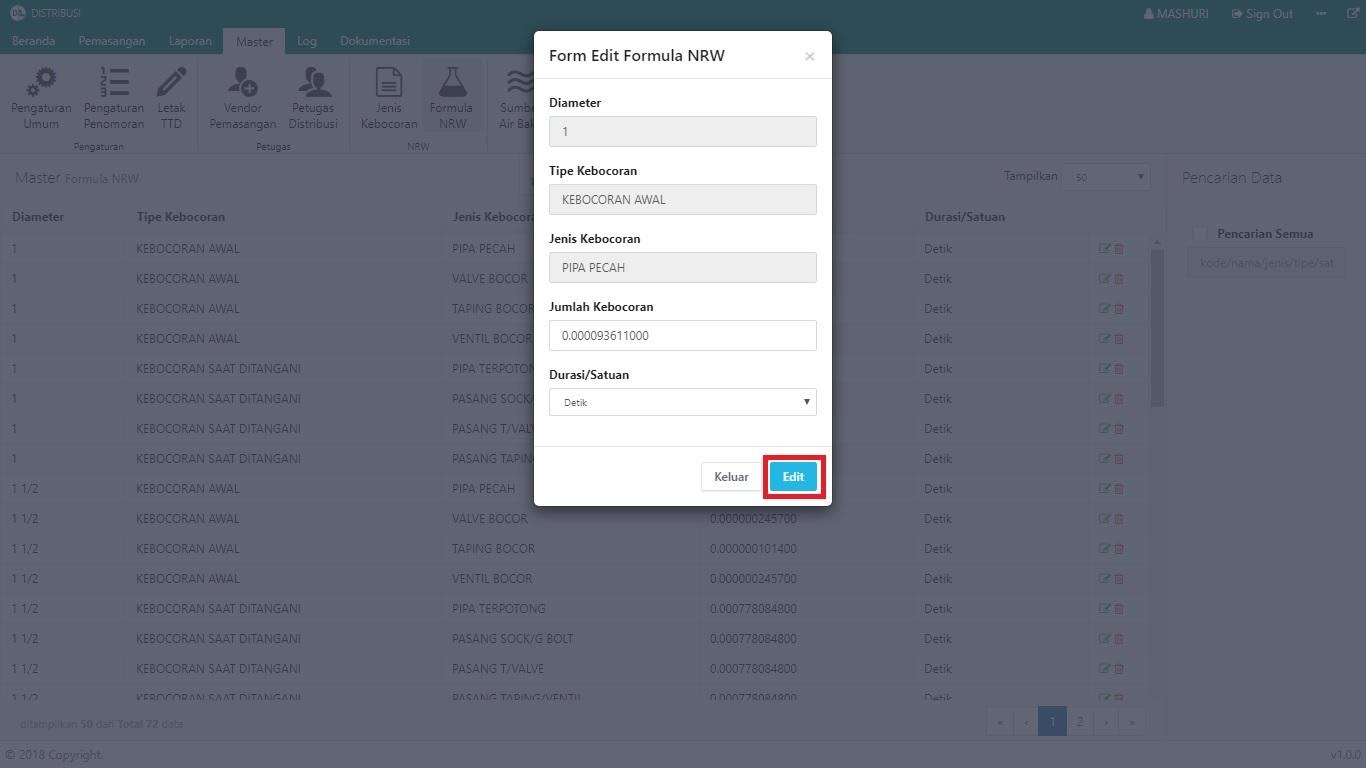 DISTRIBUSI
MASHURI
Sign Out
Beranda
Pemasangan
Laporan
Master
Log
Dokumentasi
Pengaturan Umum
Pengaturan Penomoran
Letak TTD
Vendor Pemasangan
Petugas Distribusi
Jenis Kebocoran
Formula NRW
Pengaturan
Petugas
NRW
Master Formula NRW
Tampilkan 50
Pencarian Data
Pencarian Semua
kode/nama/jenis/tipe/sat
Form Edit Formula NRW ×
Diameter
1
Tipe Kebocoran
KEBOCORAN AWAL
Jenis Kebocoran
PIPA PECAH
Jumlah Kebocoran
0.000093611000
Durasi/Satuan
Detik
Keluar Edit
Diameter Tipe Kebocoran Durasi/Satuan
1 KEBOCORAN AWAL PIPA PECAH Detik
1 KEBOCORAN AWAL VALVE BOCOR Detik
1 KEBOCORAN AWAL TAPING BOCOR Detik
1 KEBOCORAN AWAL VENTIL BOCOR Detik
1 KEBOCORAN SAAT DITANGANI PIPA Detik
1 KEBOCORAN SAAT DITANGANI PASANG SOCK/ Detik
1 KEBOCORAN SAAT DITANGANI PASANG Detik
1 KEBOCORAN SAAT DITANGANI PASANG Detik
1 1/2 KEBOCORAN AWAL PIPA PECAH Detik
1 1/2 KEBOCORAN AWAL VALVE BOCOR 0.000000245700 Detik
1 1/2 KEBOCORAN AWAL TAPING BOCOR 0.000000101400 Detik
1 1/2 KEBOCORAN AWAL VENTIL BOCOR 0.000000245700 Detik
1 1/2 KEBOCORAN SAAT DITANGANI PIPA TERPOTONG 0.000778084800 Detik
1 1/2 KEBOCORAN SAAT DITANGANI PASANG SOCK/G BOLT 0.000778084800 Detik
1 1/2 KEBOCORAN SAAT DITANGANI PASANG T/VALVE 0.000778084800 Detik
1 1/2 KEBOCORAN SAAT DITANGANI PASANG TAPING/VENTIL 0.000778084800 Detik
ditampilkan 50 dari Total 72 data
« ‹ 1 2 › »
© 2018 Copyright.
v1.0.0